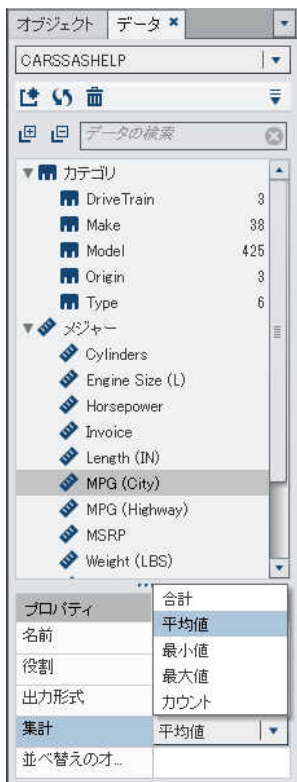 オブジェクト データ
CARSSASHELP
データの検索
カテゴリ
DriveTrain 3
Make 38
Model 425
Origin 3
Type 6
メジャー
Cylinders
Engine Size (L)
Horsepower
Invoice
Length (IN)
MPG (City)
MPG (Highway)
MSRP
Weight (LBS)
プロパティ
名前
役割
出力形式
集計 平均値
並べ替えのオ...
合計
平均値
最小値
最大値
カウント